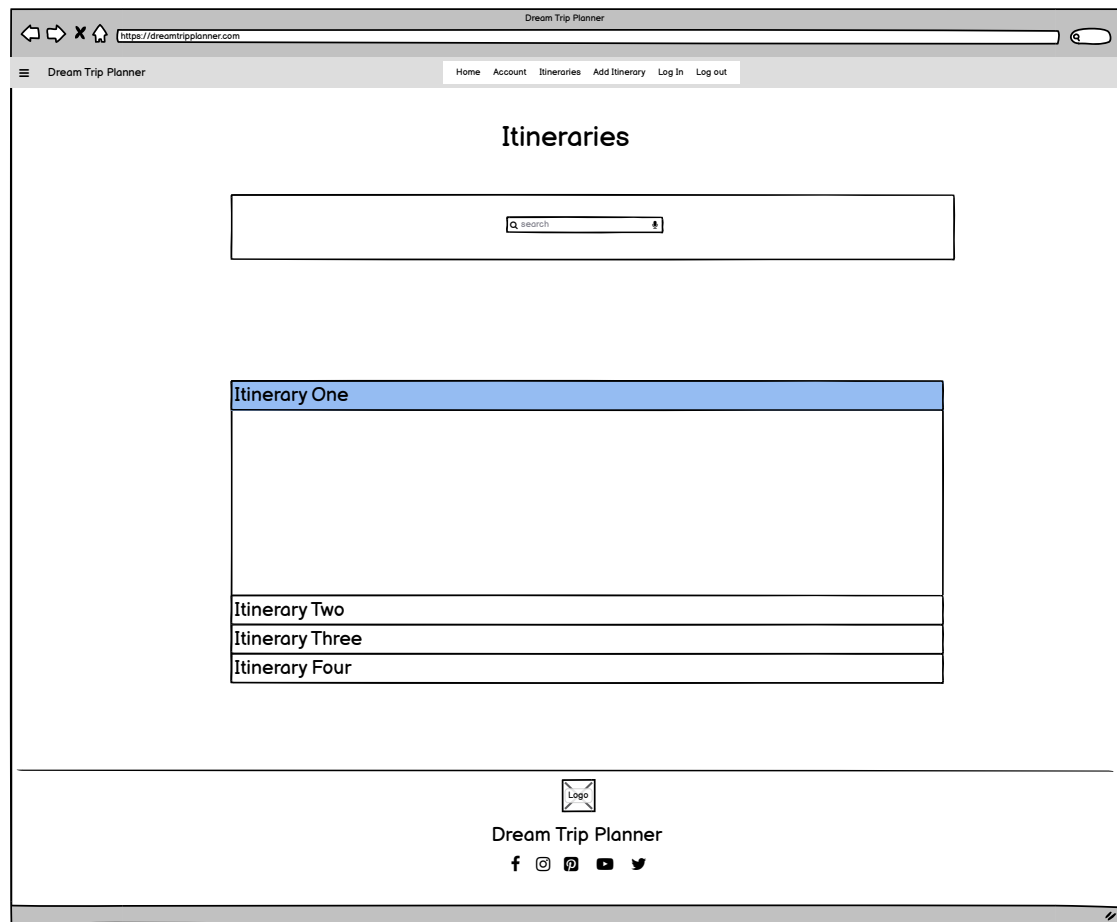 Dream Trip Planner
https://dreamtripplanner.com
Dream Trip Planner
Home Account Itineraries Add Itinerary Log In Log out
Itineraries
search
Itinerary One
Itinerary Two
Itinerary Three
Itinerary Four
Logo
Dream Trip Planner